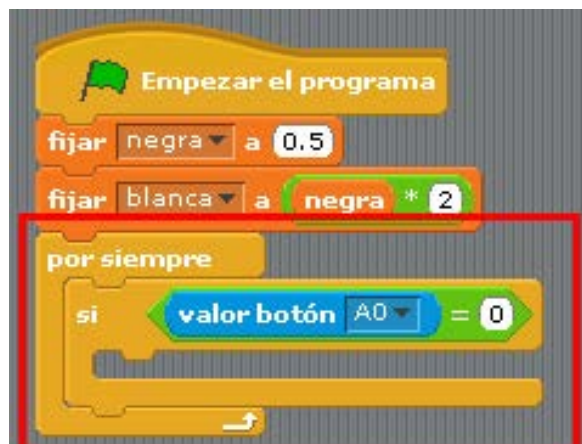 Empezar el programa
fijar negra a 0.5
fijar blanca a negra * 2
por siempre
si valor botón A0 = 0